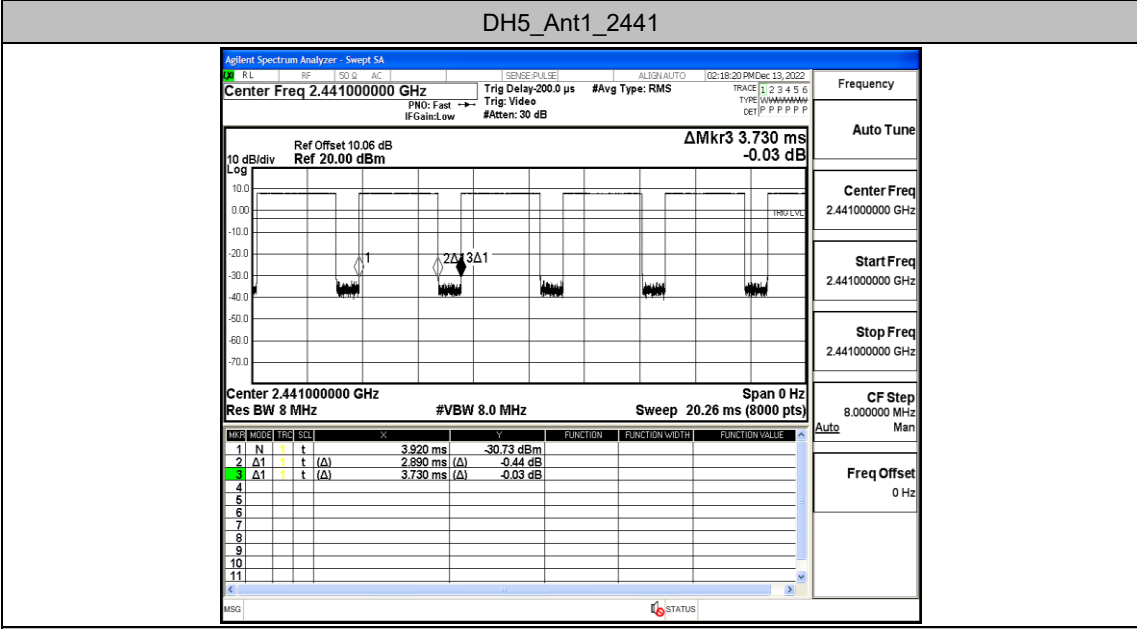 DH5_Ant1_2441
Agilent Spectrum Analyzer - Swept SA
RL RF 50 Ω AC SENSE:PULSE ALIGN AUTO 02:18:20 PM Dec 13, 2022
Center Freq 2.441000000 GHz
PNO: Fast
IFGain:Low
Trig Delay-200.0 µs
Trig: Video
#Atten: 30 dB
#Avg Type: RMS
TRACE 1 2 3 4 5 6
TYPE
DET P P P P P P
ΔMkr3 3.730 ms
-0.03 dB
Ref Offset 10.06 dB
10 dB/div Ref 20.00 dBm
Log
10.0
0.00
TRIG LVL
-10.0
-20.0
1 2Δ1 3Δ1
-30.0
-40.0
-50.0
-60.0
-70.0
Center 2.441000000 GHz Span 0 Hz
Res BW 8 MHz #VBW 8.0 MHz Sweep 20.26 ms (8000 pts)
MKR MODE TRC SCL X Y FUNCTION FUNCTION WIDTH FUNCTION VALUE
1 N 1 t 3.920 ms -30.73 dBm
2 Δ1 1 t (Δ) 2.890 ms (Δ) -0.44 dB
3 Δ1 1 t (Δ) 3.730 ms (Δ) -0.03 dB
4
5
6
7
8
9
10
11
MSG STATUS
Frequency
Auto Tune
Center Freq
2.441000000 GHz
Start Freq
2.441000000 GHz
Stop Freq
2.441000000 GHz
CF Step
8.000000 MHz
Auto Man
Freq Offset
0 Hz